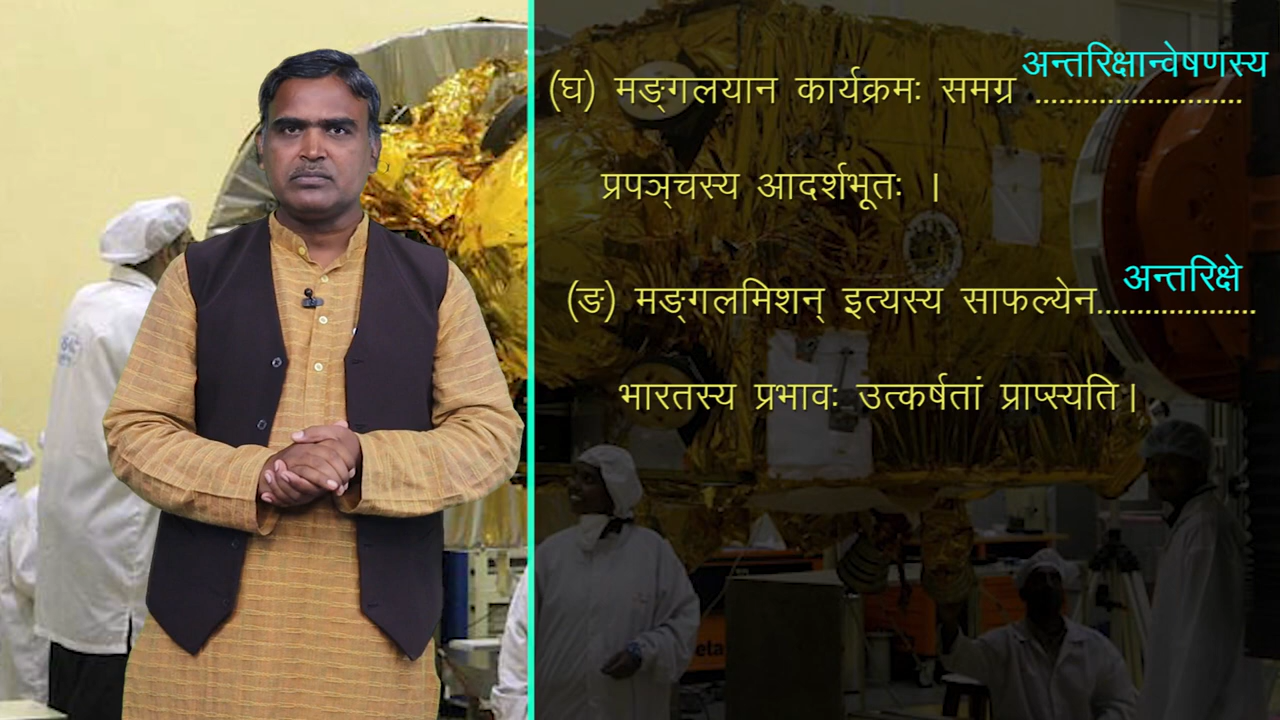 (घ) मङ्गलयान कार्यक्रमः समग्र अन्तरिक्षान्वेषणस्य ...........................
प्रपञ्चस्य आदर्शभूतः ।
(ङ) मङ्गलमिशन् इत्यस्य साफल्येन.................... अन्तरिक्षे
भारतस्य प्रभावः उत्कर्षतां प्राप्स्यति।